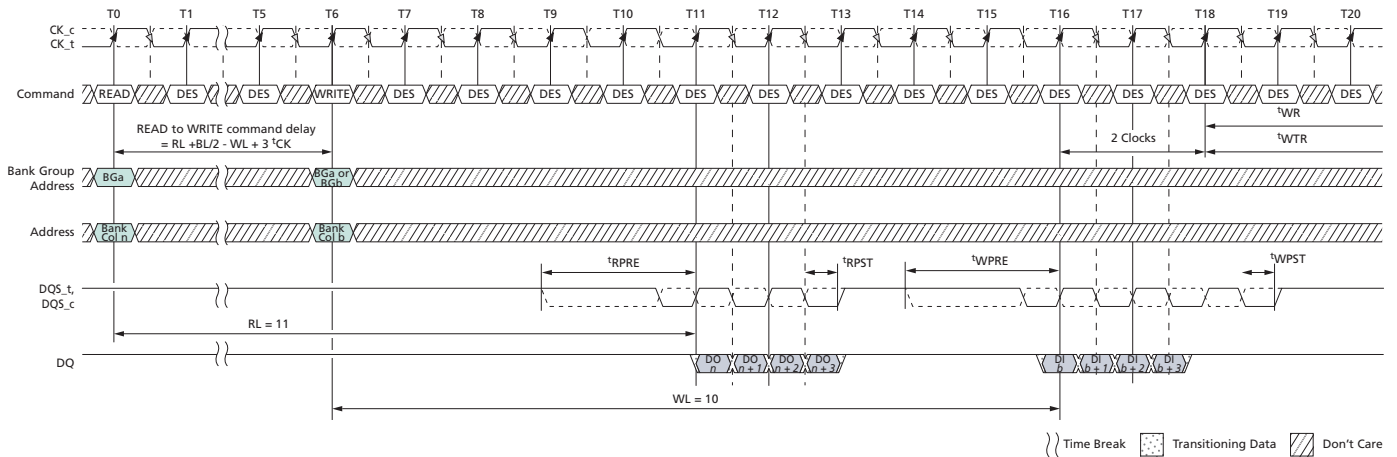 T0 T1 T5 T6 T7 T8 T9 T10 T11 T12 T13 T14 T15 T16 T17 T18 T19 T20
CK_c
CK_t
Command READ DES DES WRITE DES DES DES DES DES DES DES DES DES DES DES DES DES DES
READ to WRITE command delay
= RL +BL/2 - WL + 3 tCK
2 Clocks
tWR
tWTR
Bank Group
Address
BGa
BGa or
BGb
Address
Bank
Col n
Bank
Col b
tRPRE tRPST tWPRE tWPST
DQS_t,
DQS_c
RL = 11
DQ
DO
n
DO
n + 1
DO
n + 2
DO
n + 3
DI
b
DI
b + 1
DI
b + 2
DI
b + 3
WL = 10
Time Break Transitioning Data Don't Care